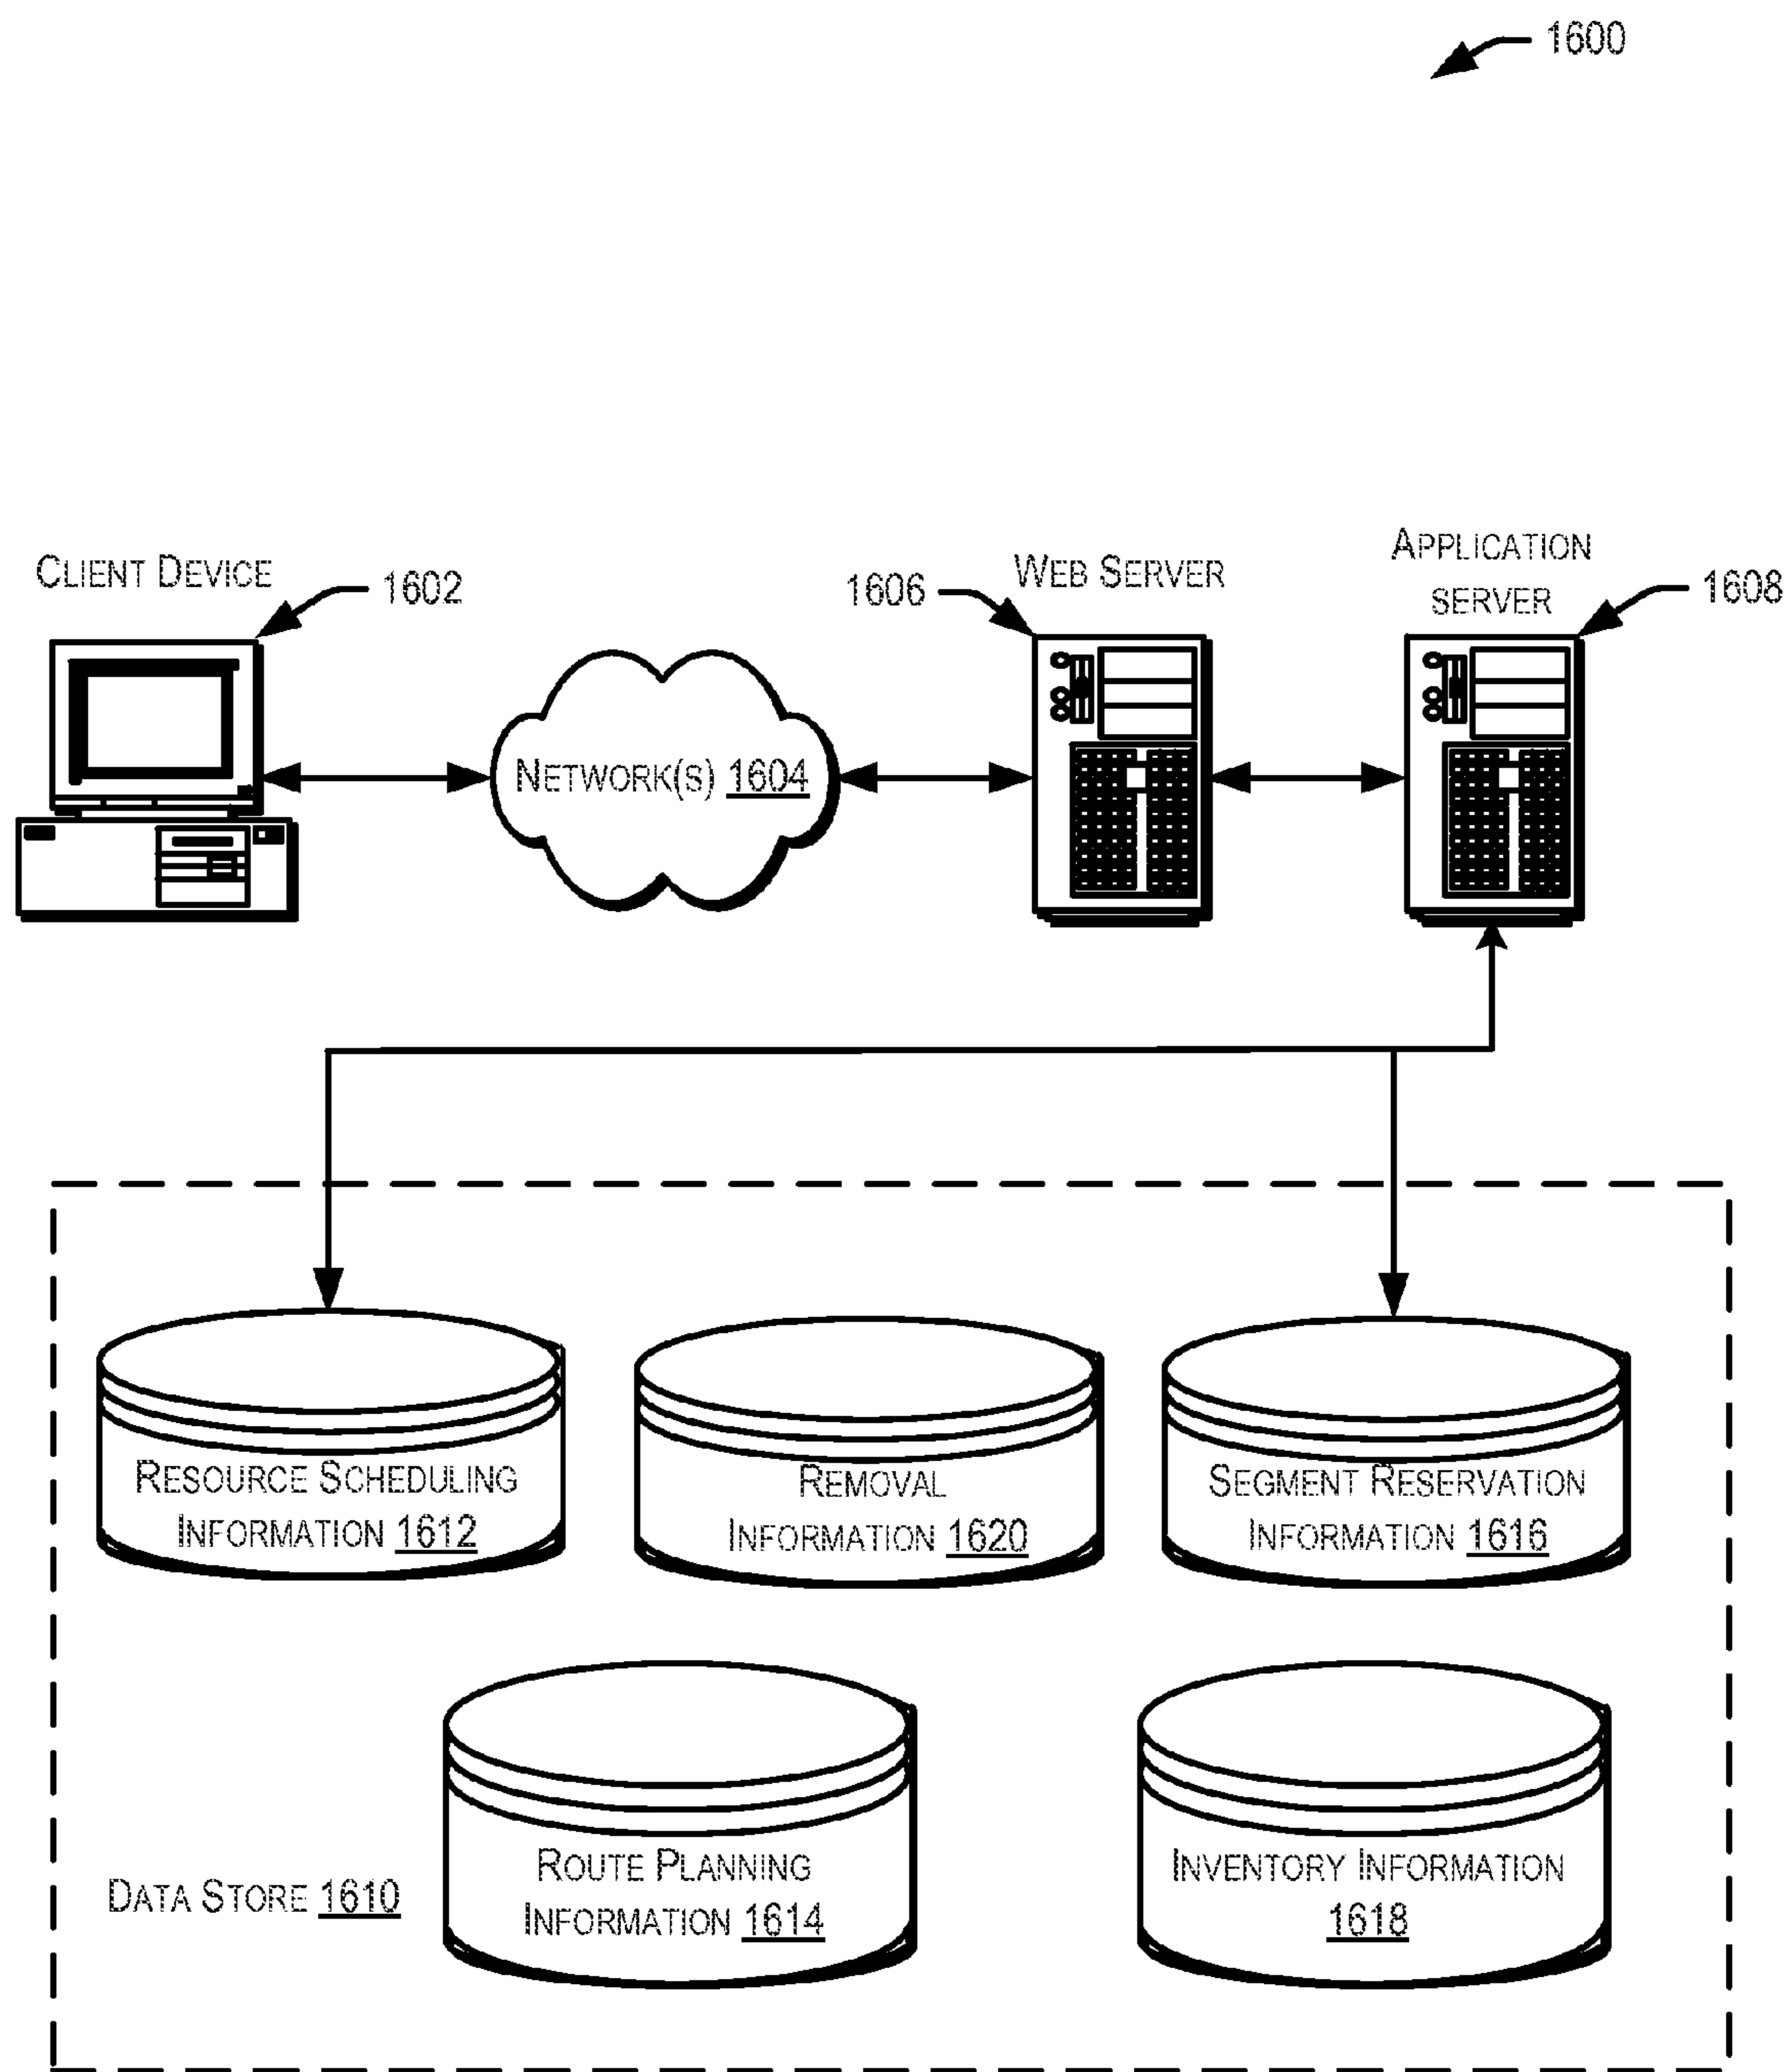 1600
CLIENT DEVICE
1602
1606
WEB SERVER
APPLICATION
SERVER
1608
NETWORK(S) 1604
RESOURCE SCHEDULING
INFORMATION 1612
REMOVAL
INFORMATION 1620
SEGMENT RESERVATION
INFORMATION 1616
DATA STORE 1610
ROUTE PLANNING
INFORMATION 1614
INVENTORY INFORMATION
1618